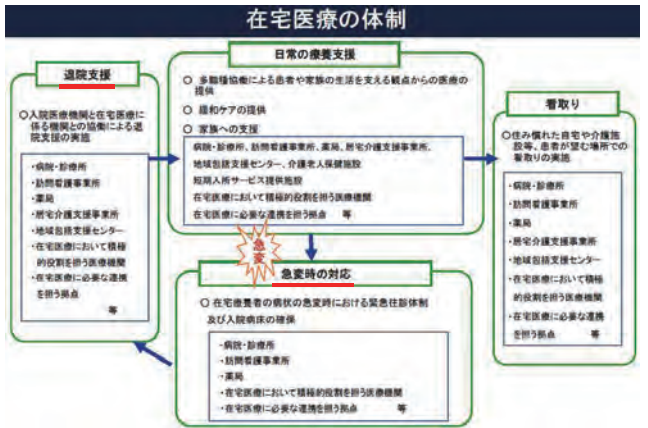 在宅医療の体制
退院支援
○入院医療機関と在宅医療に
係る機関との協働による退
院支援の実施
・病院・診療所
・訪問看護事業所
・薬局
・居宅介護支援事業所
・地域包括支援センター
・在宅医療において積極
的役割を担う医療機関
・在宅医療に必要な連携
を担う拠点
等
日常の療養支援
○ 多職種協働による患者や家族の生活を支える観点からの医療の
提供
○ 緩和ケアの提供
○ 家族への支援
病院・診療所、訪問看護事業所、薬局、居宅介護支援事業所、
地域包括支援センター、介護老人保健施設
短期入所サービス提供施設
在宅医療において積極的役割を担う医療機関
在宅医療に必要な連携を担う拠点 等
急変
急変時の対応
○ 在宅療養者の病状の急変時における緊急往診体制
及び入院病床の確保
・病院・診療所
・訪問看護事業所
・薬局
・在宅医療において積極的役割を担う医療機関
・在宅医療に必要な連携を担う拠点 等
看取り
○住み慣れた自宅や介護施
設等、患者が望む場所での
看取りの実施
・病院・診療所
・訪問看護事業所
・薬局
・居宅介護支援事業所
・地域包括支援センター
・在宅医療において積極
的役割を担う医療機関
・在宅医療に必要な連携
を担う拠点 等